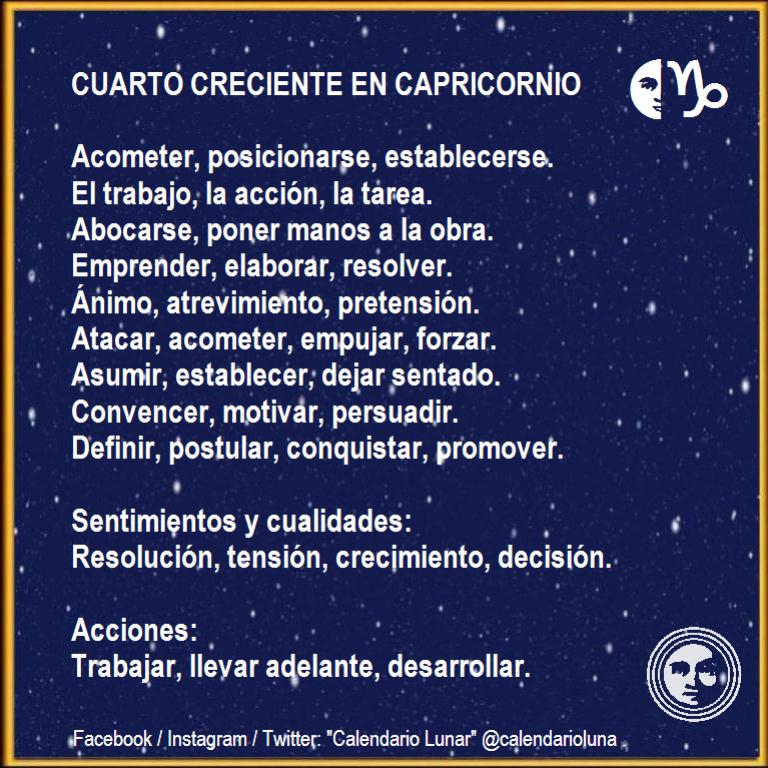 CUARTO CRECIENTE EN CAPRICORNIO
Acometer, posicionarse, establecerse.
El trabajo, la acción, la tarea.
Abocarse, poner manos a la obra.
Emprender, elaborar, resolver.
Ánimo, atrevimiento, pretensión.
Atacar, acometer, empujar, forzar.
Asumir, establecer, dejar sentado.
Convencer, motivar, persuadir.
Definir, postular, conquistar, promover.
Sentimientos y cualidades:
Resolución, tensión, crecimiento, decisión.
Acciones:
Trabajar, llevar adelante, desarrollar.
Facebook / Instagram / Twitter: "Calendario Lunar" @calendarioluna